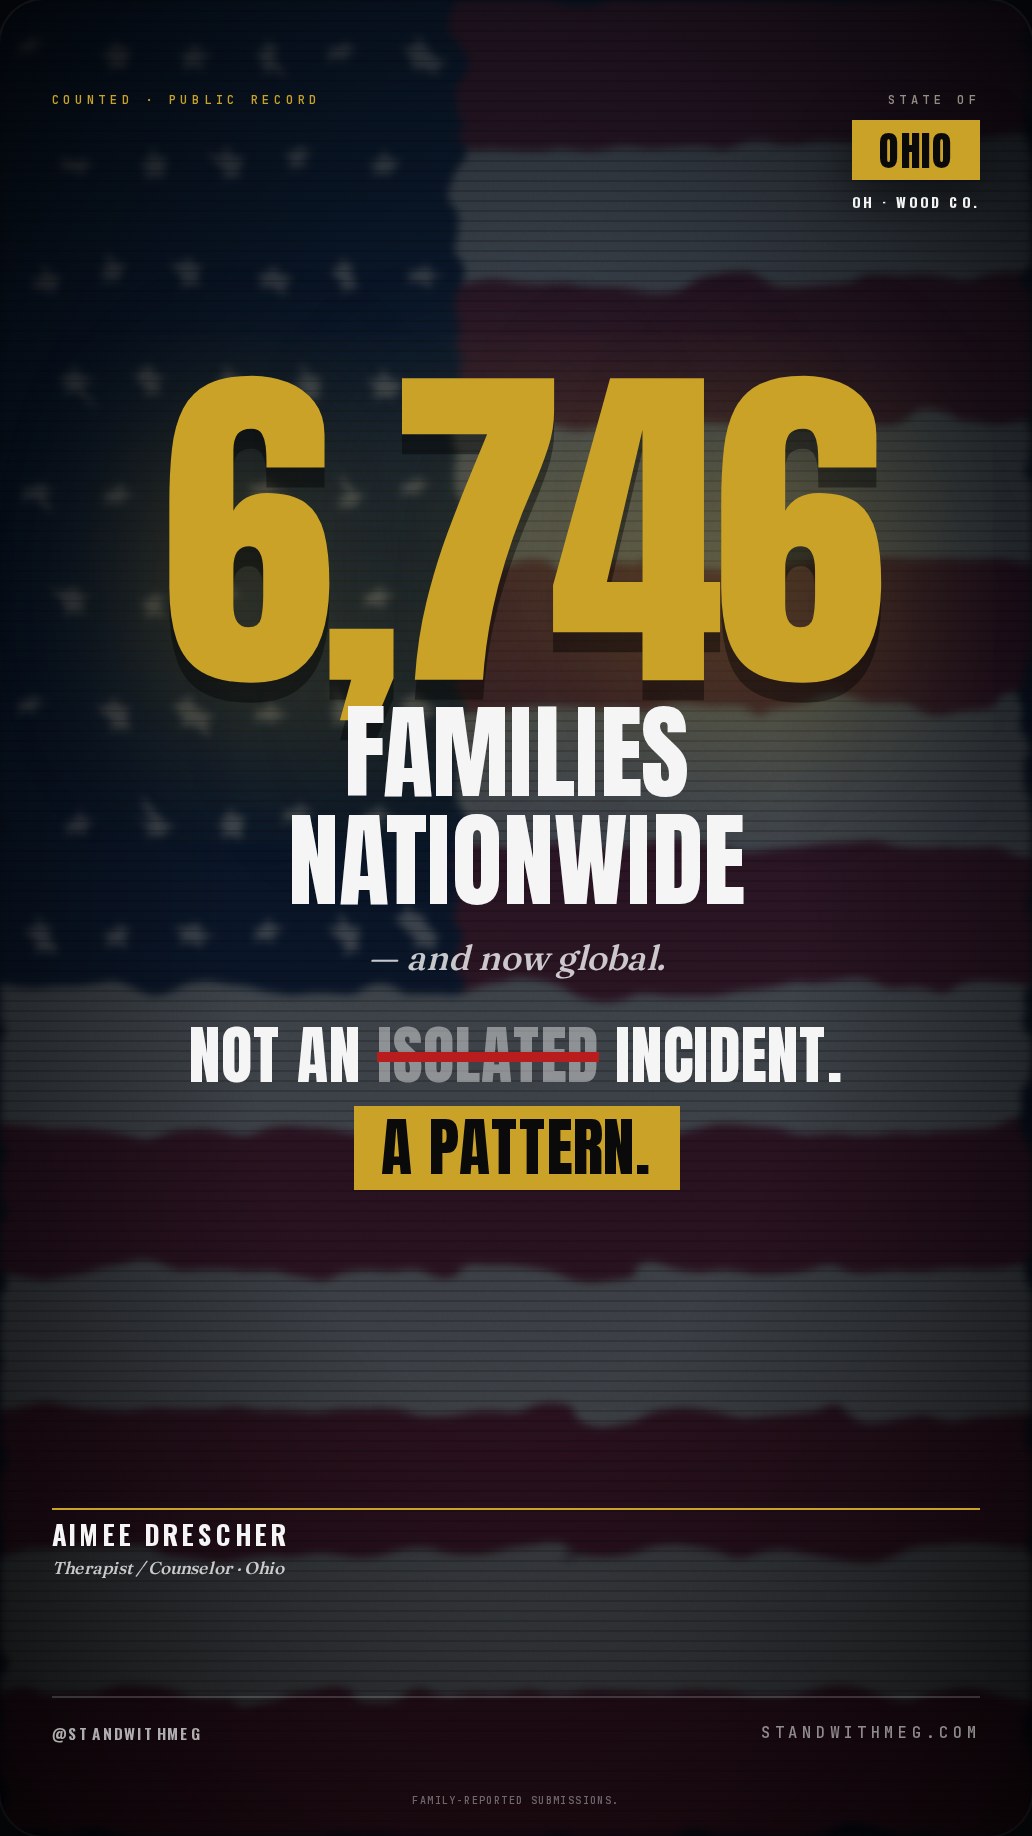 COUNTED · PUBLIC RECORD
STATE OF
OHIO
OH · WOOD CO.
6,746
FAMILIES
NATIONWIDE
— and now global.
NOT AN ISOLATED INCIDENT.
A PATTERN.
AIMEE DRESCHER
Therapist / Counselor · Ohio
@STANDWITHMEG
STANDWITHMEG.COM
FAMILY-REPORTED SUBMISSIONS.